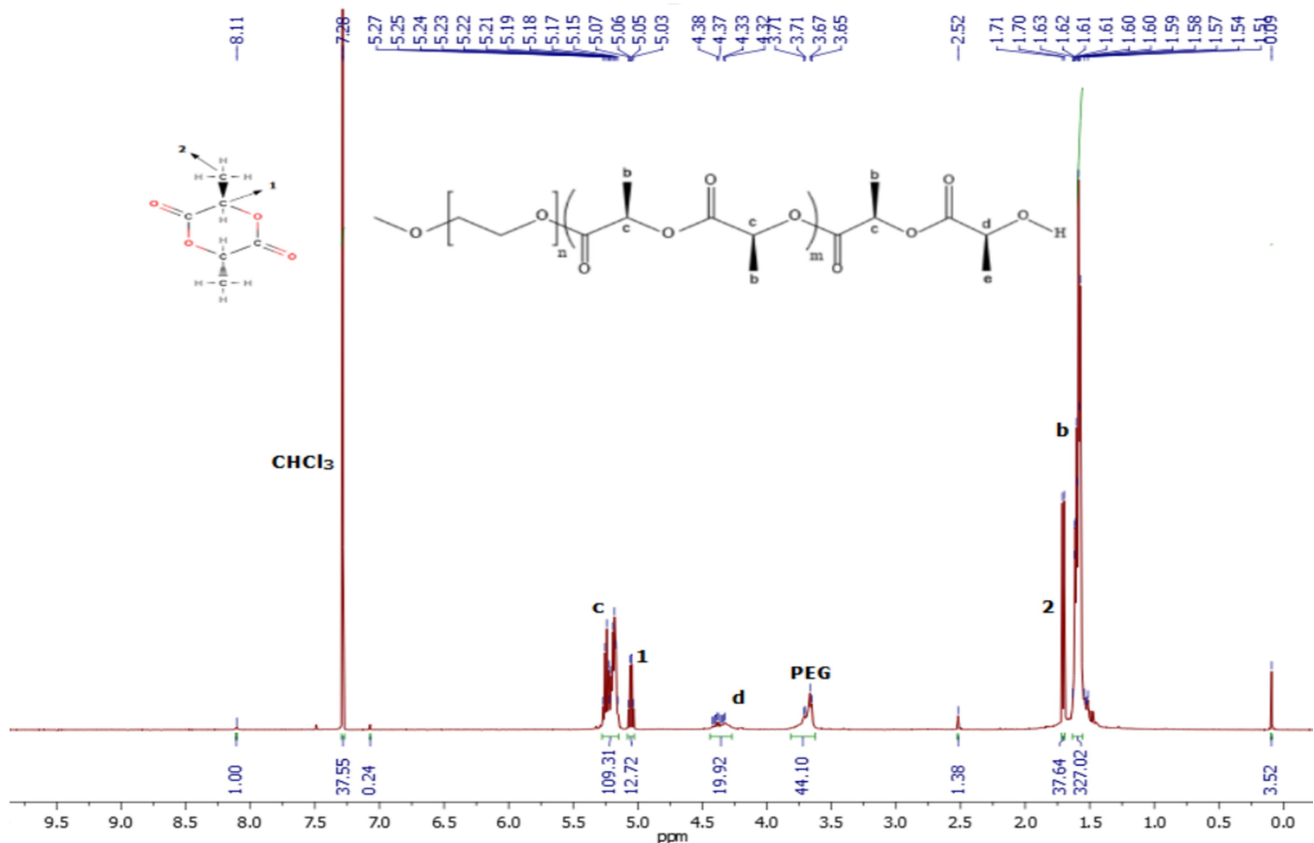 8.11
7.28
5.27
5.25
5.24
5.23
5.22
5.21
5.19
5.18
5.17
5.15
5.07
5.06
5.05
5.03
4.38
4.37
4.33
4.32
3.71
3.71
3.67
3.65
2.52
1.71
1.70
1.63
1.62
1.61
1.61
1.60
1.60
1.59
1.58
1.57
1.54
1.51
0.09
2
H
H C H
1
C
O C H O
O H C O
C
H C H
H
O
O
n
O
b
c
O
O
c
b
O
m
O
b
c
O
O
d
e
O
H
CHCl₃
c
1
d
PEG
2
b
1.00
37.55
0.24
109.31
12.72
19.92
44.10
1.38
37.64
327.02
3.52
9.5 9.0 8.5 8.0 7.5 7.0 6.5 6.0 5.5 5.0 4.5 4.0 3.5 3.0 2.5 2.0 1.5 1.0 0.5 0.0
ppm